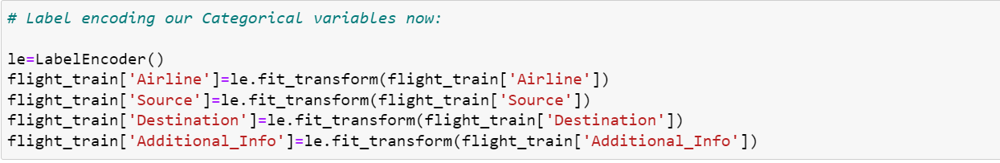 # Label encoding our Categorical variables now:
le=LabelEncoder()
flight_train['Airline']=le.fit_transform(flight_train['Airline'])
flight_train['Source']=le.fit_transform(flight_train['Source'])
flight_train['Destination']=le.fit_transform(flight_train['Destination'])
flight_train['Additional_Info']=le.fit_transform(flight_train['Additional_Info'])